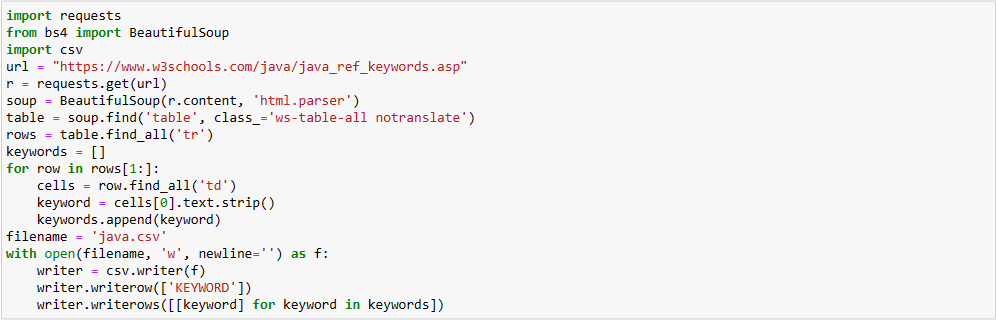 import requests
from bs4 import BeautifulSoup
import csv
url = "https://www.w3schools.com/java/java_ref_keywords.asp"
r = requests.get(url)
soup = BeautifulSoup(r.content, 'html.parser')
table = soup.find('table', class_='ws-table-all notranslate')
rows = table.find_all('tr')
keywords = []
for row in rows[1:]:
    cells = row.find_all('td')
    keyword = cells[0].text.strip()
    keywords.append(keyword)
filename = 'java.csv'
with open(filename, 'w', newline='') as f:
    writer = csv.writer(f)
    writer.writerow(['KEYWORD'])
    writer.writerows([[keyword] for keyword in keywords])